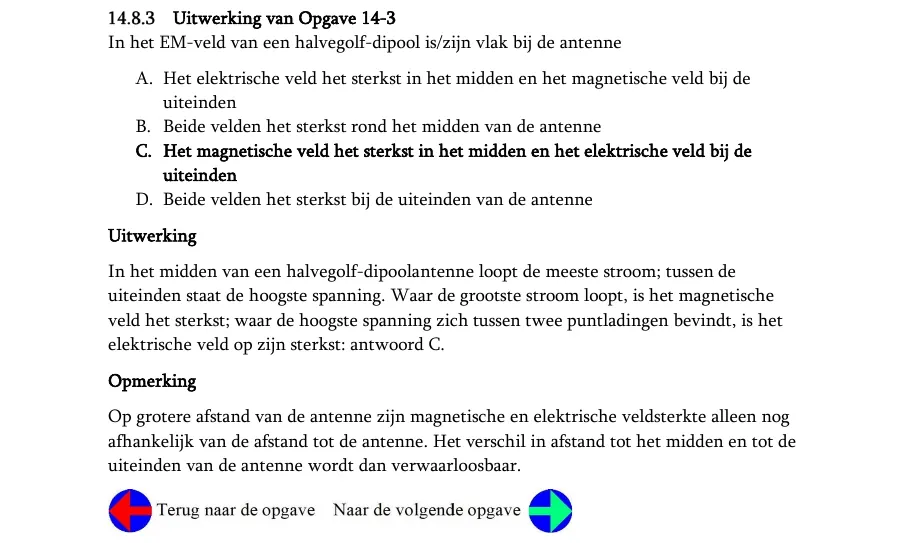 14.8.3 Uitwerking van Opgave 14-3
In het EM-veld van een halvegolf-dipool is/zijn vlak bij de antenne
A. Het elektrische veld het sterkst in het midden en het magnetische veld bij de
uiteinden
B. Beide velden het sterkst rond het midden van de antenne
C. Het magnetische veld het sterkst in het midden en het elektrische veld bij de
uiteinden
D. Beide velden het sterkst bij de uiteinden van de antenne
Uitwerking
In het midden van een halvegolf-dipoolantenne loopt de meeste stroom; tussen de
uiteinden staat de hoogste spanning. Waar de grootste stroom loopt, is het magnetische
veld het sterkst; waar de hoogste spanning zich tussen twee puntladingen bevindt, is het
elektrische veld op zijn sterkst: antwoord C.
Opmerking
Op grotere afstand van de antenne zijn magnetische en elektrische veldsterkte alleen nog
afhankelijk van de afstand tot de antenne. Het verschil in afstand tot het midden en tot de
uiteinden van de antenne wordt dan verwaarloosbaar.
Terug naar de opgave Naar de volgende opgave